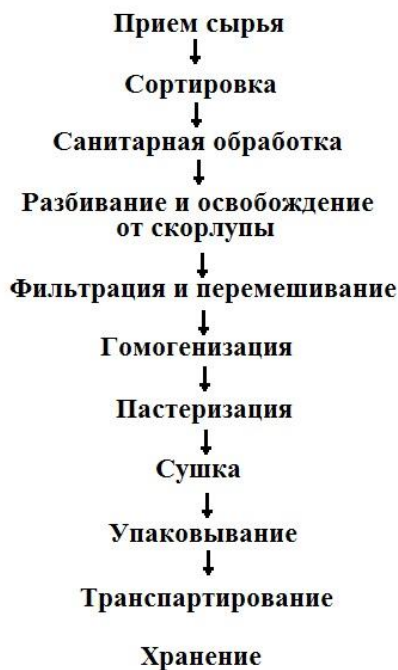 Прием сырья
Сортировка
Санитарная обработка
Разбивание и освобождение
от скорлупы
Фильтрация и перемешивание
Гомогенизация
Пастеризация
Сушка
Упаковывание
Транспартирование
Хранение